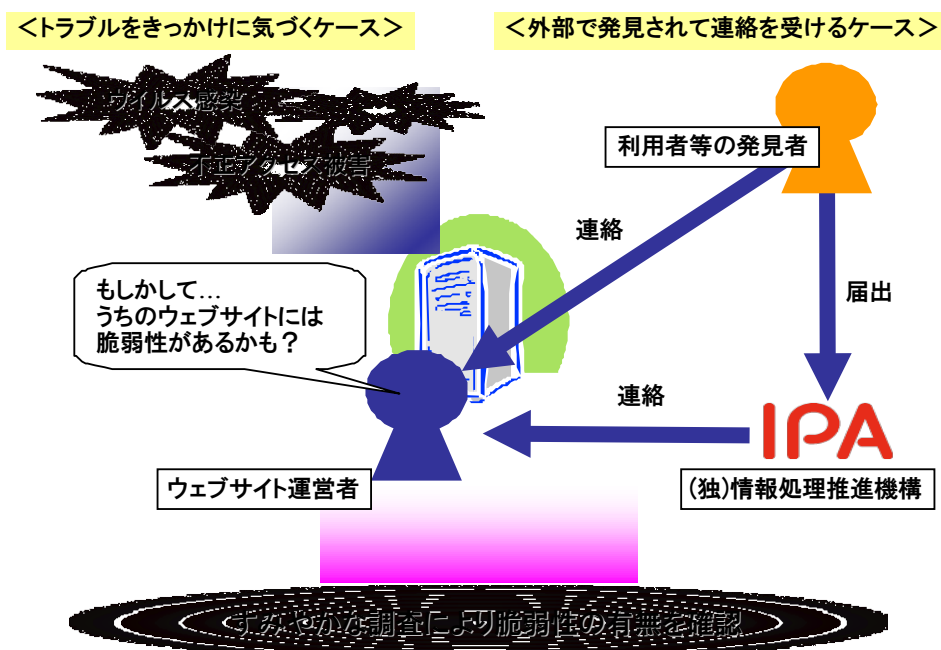 ＜トラブルをきっかけに気づくケース＞
＜外部で発見されて連絡を受けるケース＞
ウイルス感染
不正アクセス被害
利用者等の発見者
連絡
届出
もしかして…
うちのウェブサイトには
脆弱性があるかも？
連絡
IPA
ウェブサイト運営者
(独)情報処理推進機構
すみやかな調査により脆弱性の有無を確認